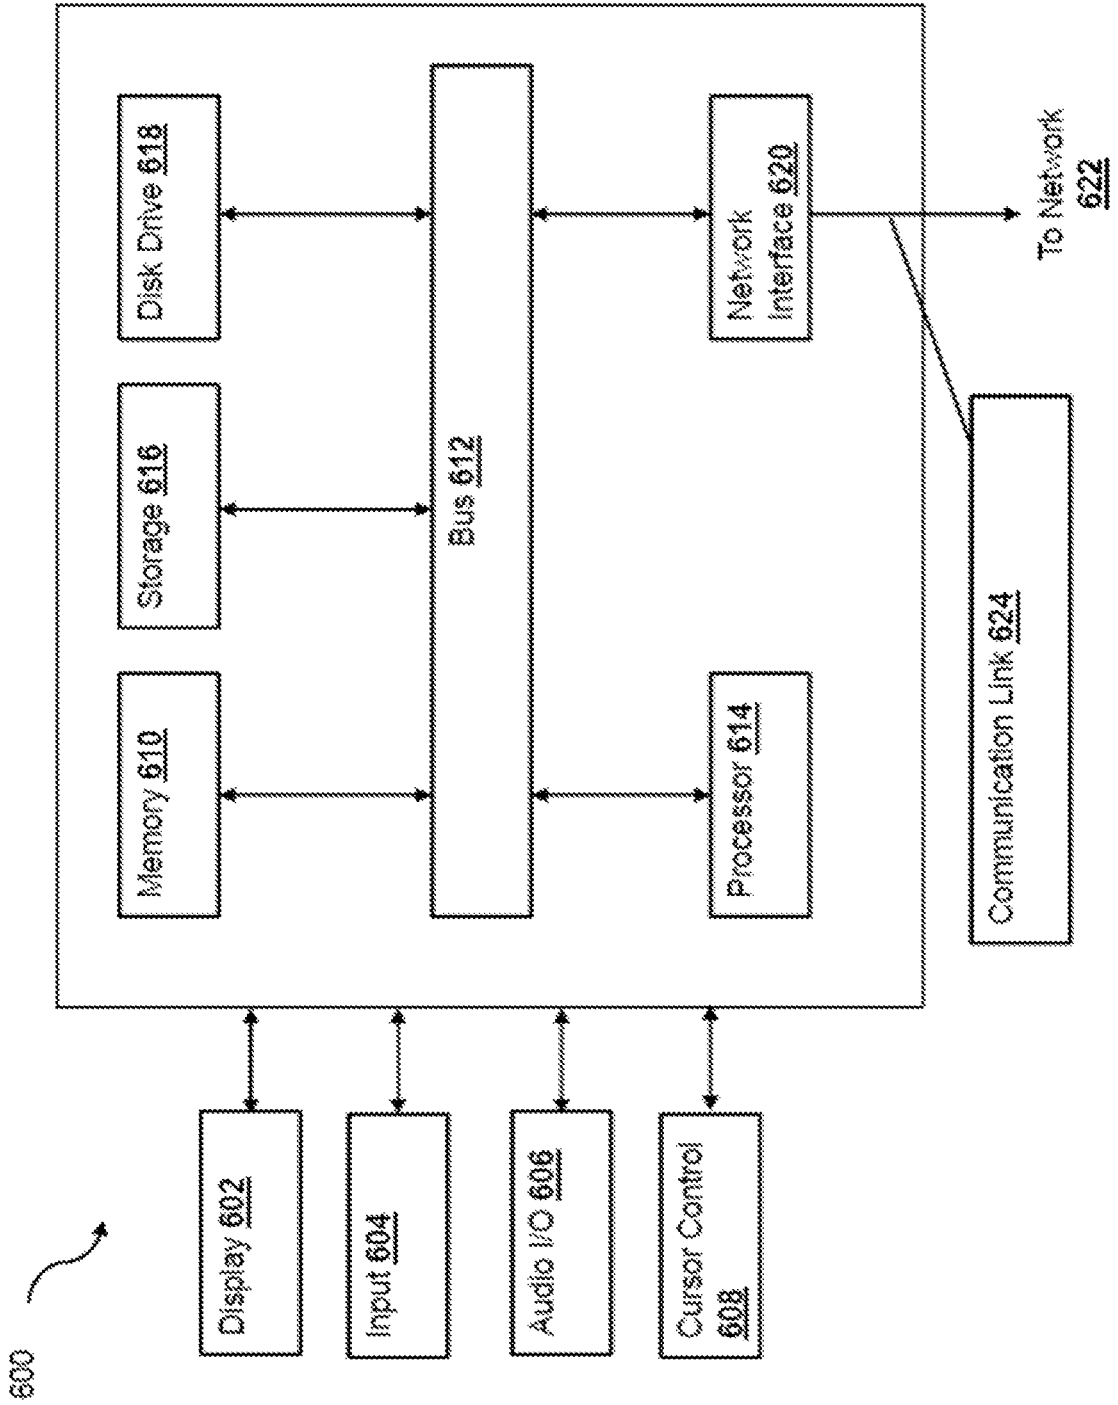 600
Display 602
Input 604
Audio I/O 606
Cursor Control
608
Memory 610
Storage 616
Disk Drive 618
Bus 612
Processor 614
Network
Interface 620
Communication Link 624
To Network
622